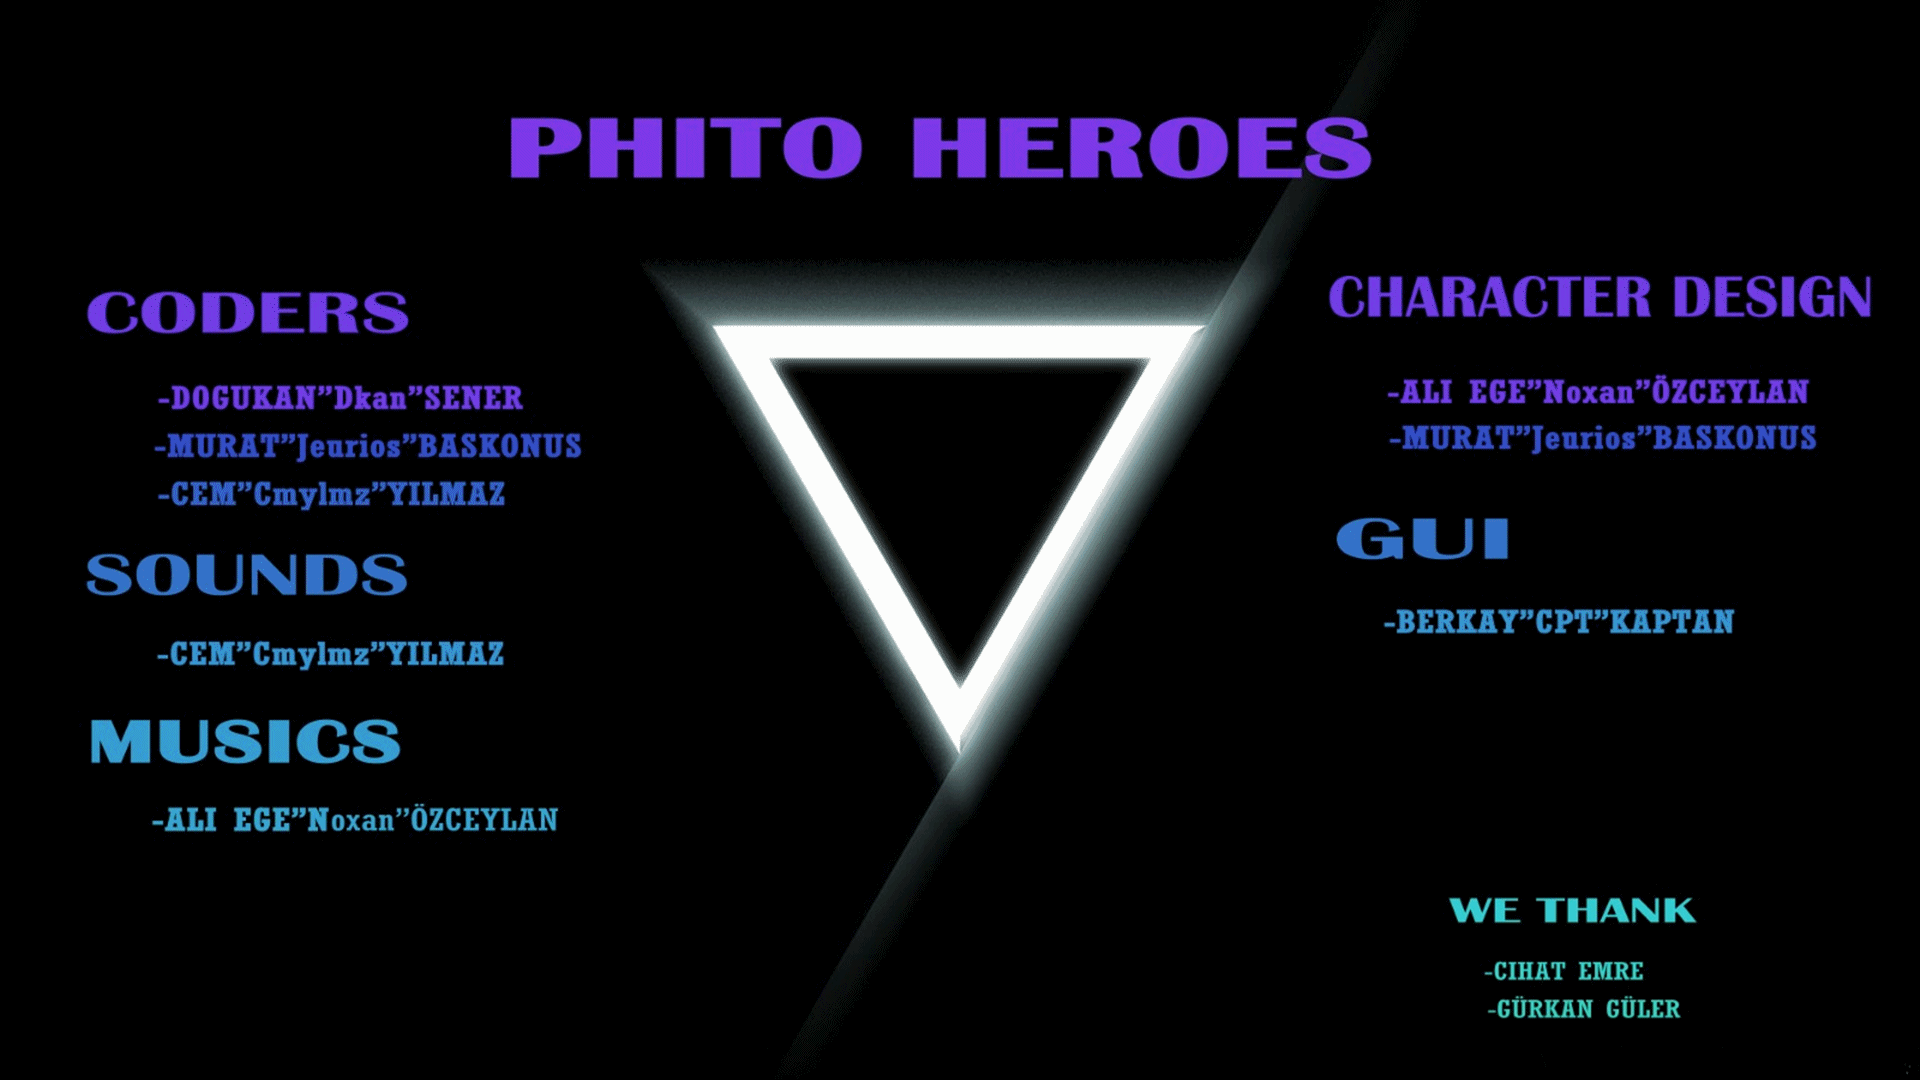 PHITO HEROES
CODERS
-DOGUKAN”Dkan”SENER
-MURAT”Jeurios”BASKONUS
-CEM”Cmylmz”YILMAZ
SOUNDS
-CEM”Cmylmz”YILMAZ
MUSICS
-ALI EGE”Noxan”ÖZCEYLAN
CHARACTER DESIGN
-ALI EGE”Noxan”ÖZCEYLAN
-MURAT”Jeurios”BASKONUS
GUI
-BERKAY”CPT”KAPTAN
WE THANK
-CIHAT EMRE
-GÜRKAN GÜLER